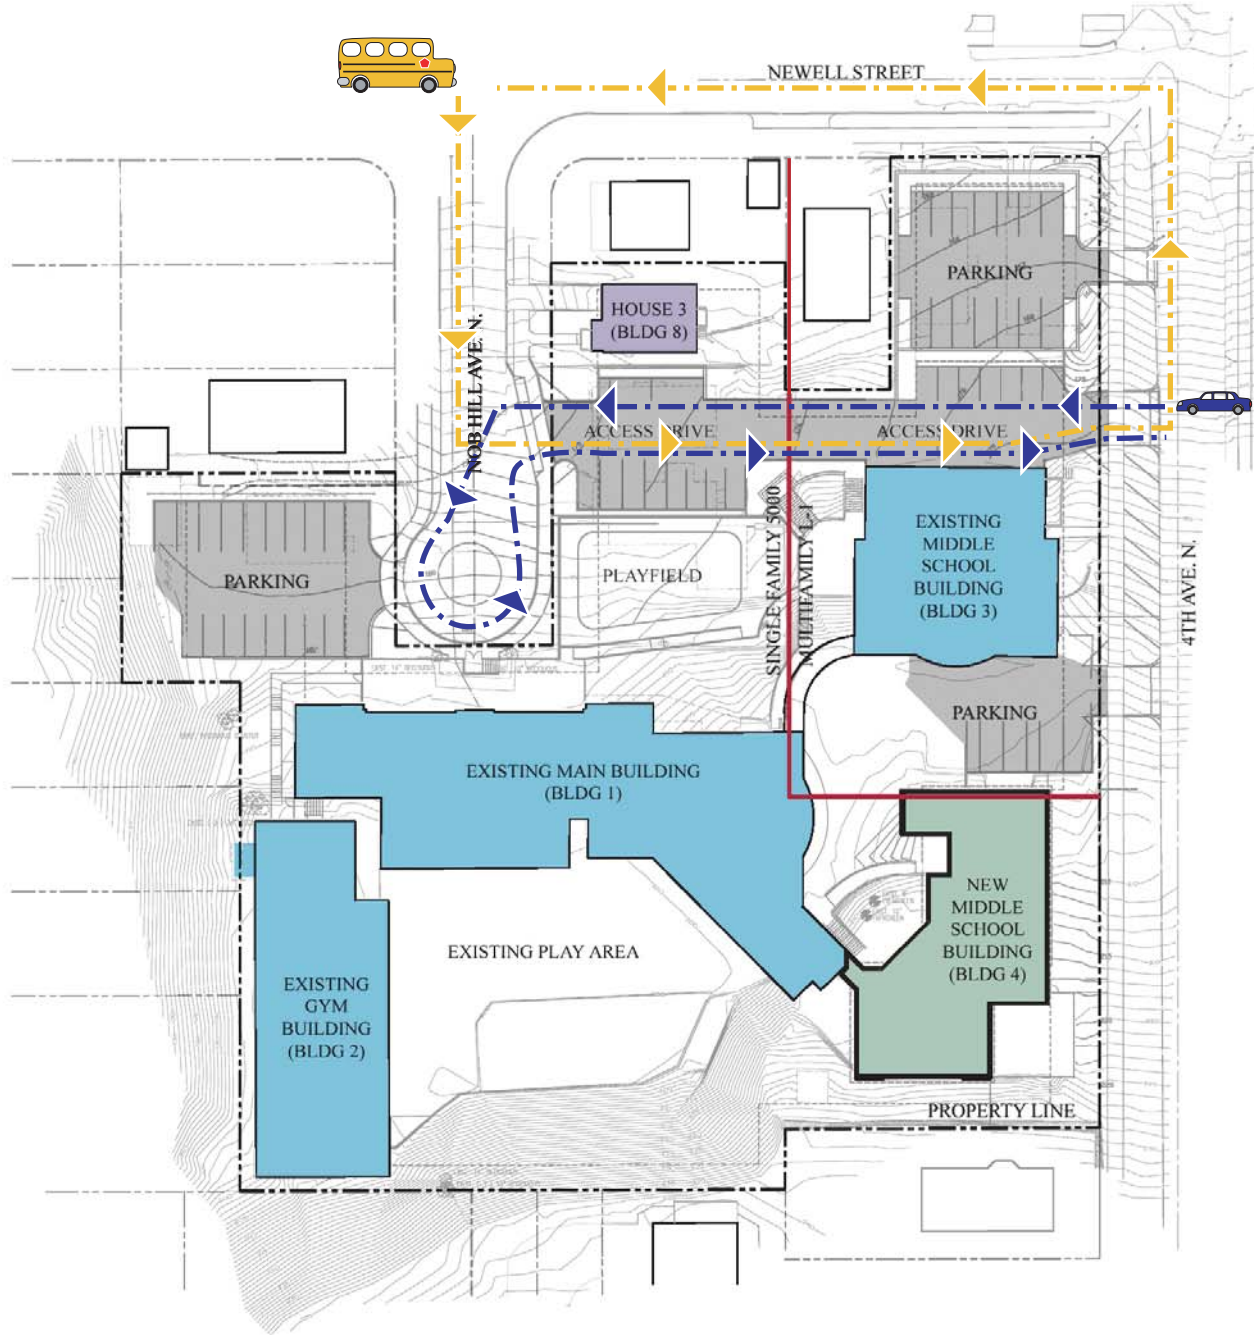 NEWELL STREET
PARKING
HOUSE 3
(BLDG 8)
NOB HILL AVE. N.
ACCESS DRIVE
ACCESS DRIVE
SINGLE FAMILY 5000
MULTIFAMILY L-1
EXISTING
MIDDLE
SCHOOL
BUILDING
(BLDG 3)
4TH AVE. N.
PARKING
PLAYFIELD
PARKING
EXISTING MAIN BUILDING
(BLDG 1)
NEW
MIDDLE
SCHOOL
BUILDING
(BLDG 4)
EXISTING PLAY AREA
EXISTING
GYM
BUILDING
(BLDG 2)
PROPERTY LINE